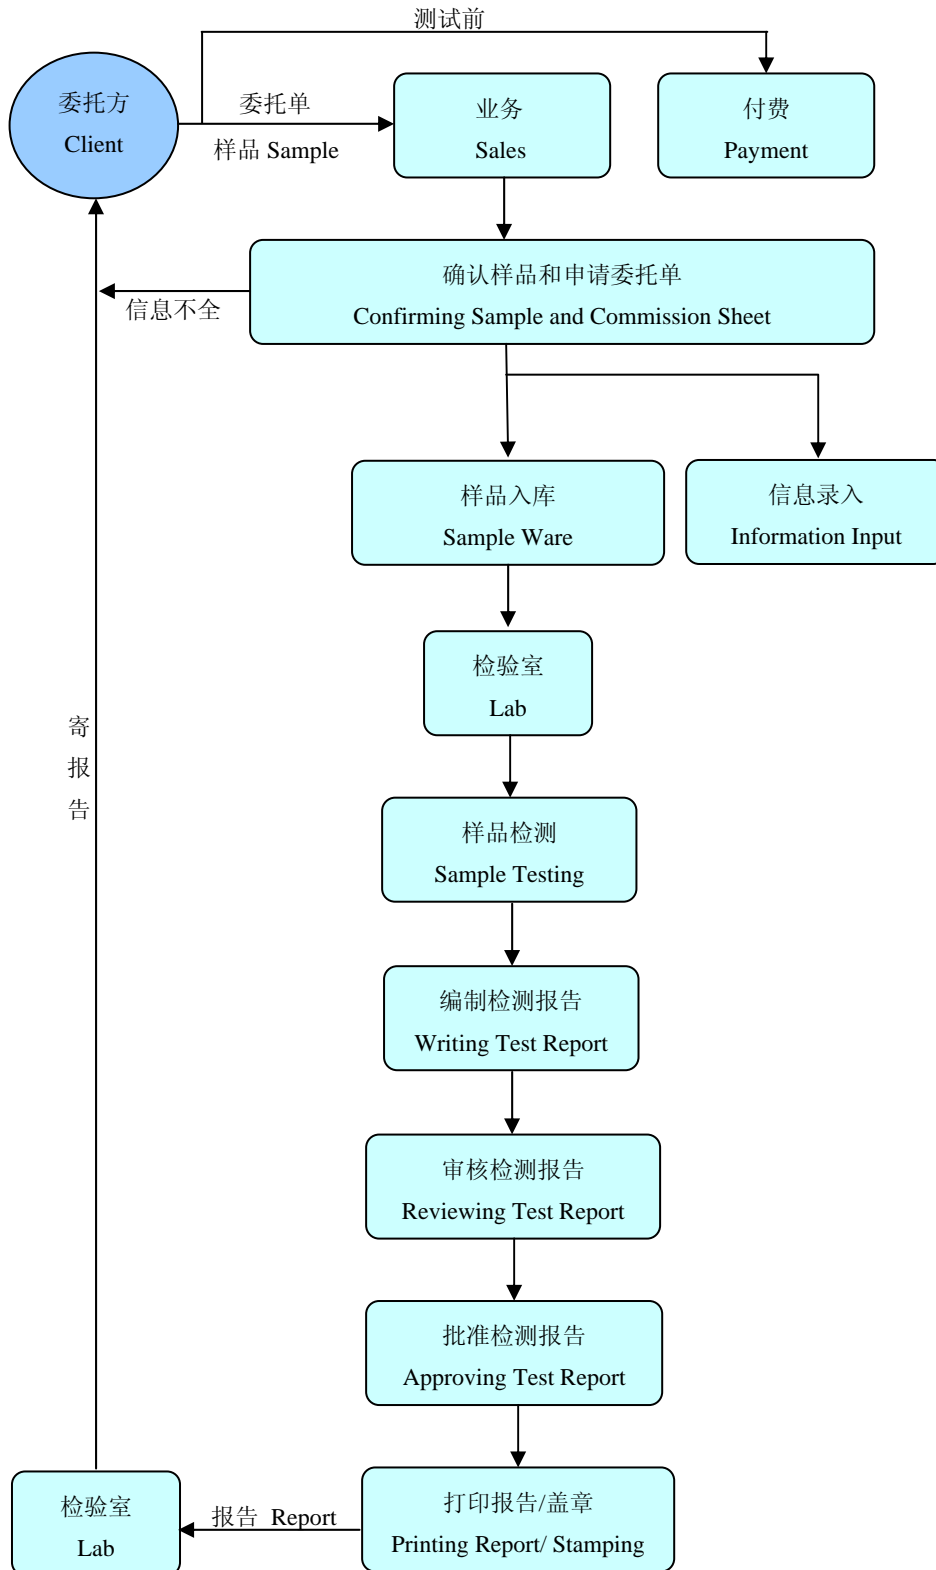 测试前
委托方
Client
委托单
样品 Sample
业务
Sales
付费
Payment
确认样品和申请委托单
Confirming Sample and Commission Sheet
信息不全
样品入库
Sample Ware
信息录入
Information Input
检验室
Lab
寄
报
告
样品检测
Sample Testing
编制检测报告
Writing Test Report
审核检测报告
Reviewing Test Report
批准检测报告
Approving Test Report
打印报告/盖章
Printing Report/ Stamping
报告 Report
检验室
Lab